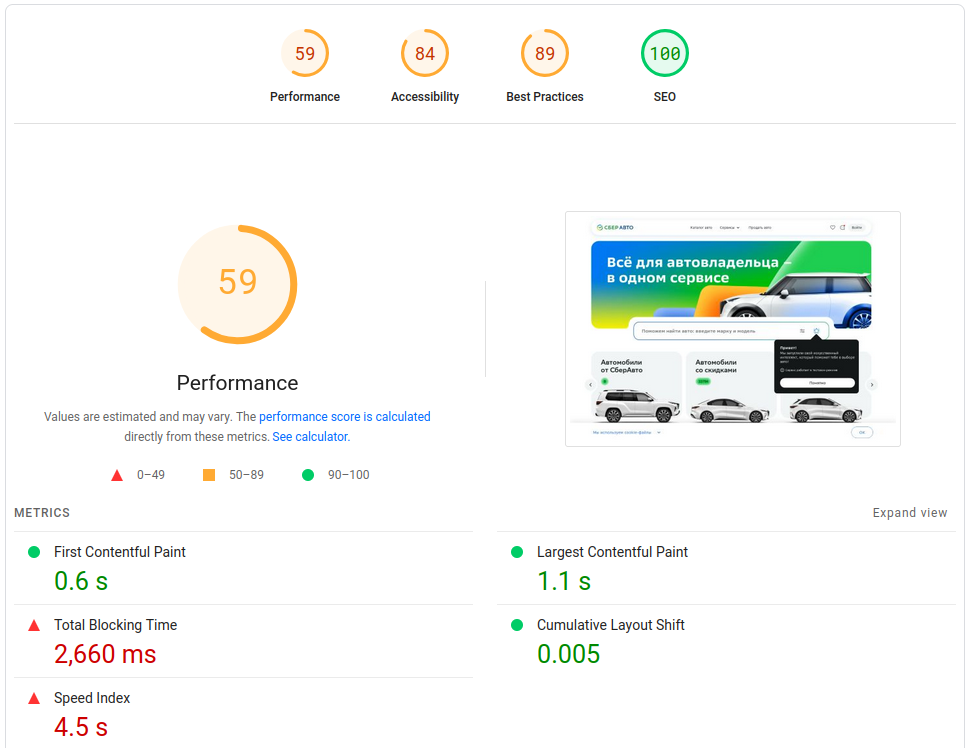 59
84
89
100
Performance
Accessibility
Best Practices
SEO
59
Performance
Values are estimated and may vary. The performance score is calculated
directly from these metrics. See calculator.
0–49
50–89
90–100
СБЕР АВТО
Каталог авто
Продать авто
Войти
Всё для автовладельца –
в одном сервисе
Поможем найти авто: введите марку и модель
Автомобили
от СберАвто
Автомобили
со скидками
Привет!
Понятно
Мы используем cookie-файлы
OK
METRICS
Expand view
First Contentful Paint
0.6 s
Largest Contentful Paint
1.1 s
Total Blocking Time
2,660 ms
Cumulative Layout Shift
0.005
Speed Index
4.5 s